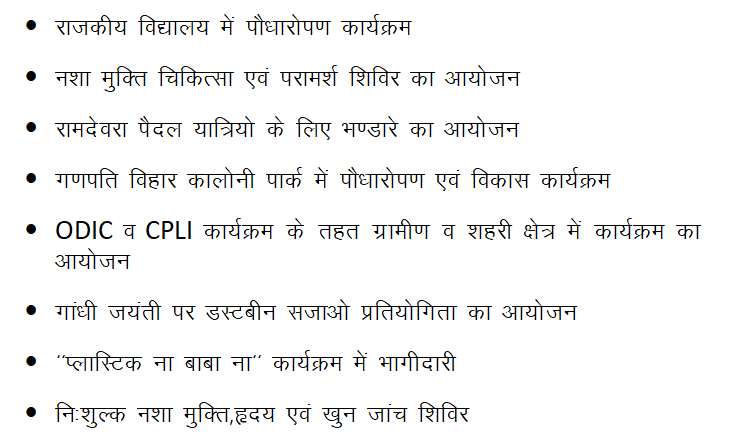 • राजकीय विद्यालय में पौधारोपण कार्यक्रम
• नशा मुक्ति चिकित्सा एवं परामर्श शिविर का आयोजन
• रामदेवरा पैदल यात्रियो के लिए भण्डारे का आयोजन
• गणपति विहार कालोनी पार्क में पौधारोपण एवं विकास कार्यक्रम
• ODIC व CPLI कार्यक्रम के तहत ग्रामीण व शहरी क्षेत्र में कार्यक्रम का
आयोजन
• गांधी जयंती पर डस्टबीन सजाओ प्रतियोगिता का आयोजन
• “प्लास्टिक ना बाबा ना“ कार्यक्रम में भागीदारी
• निःशुल्क नशा मुक्ति,हृदय एवं खुन जांच शिविर